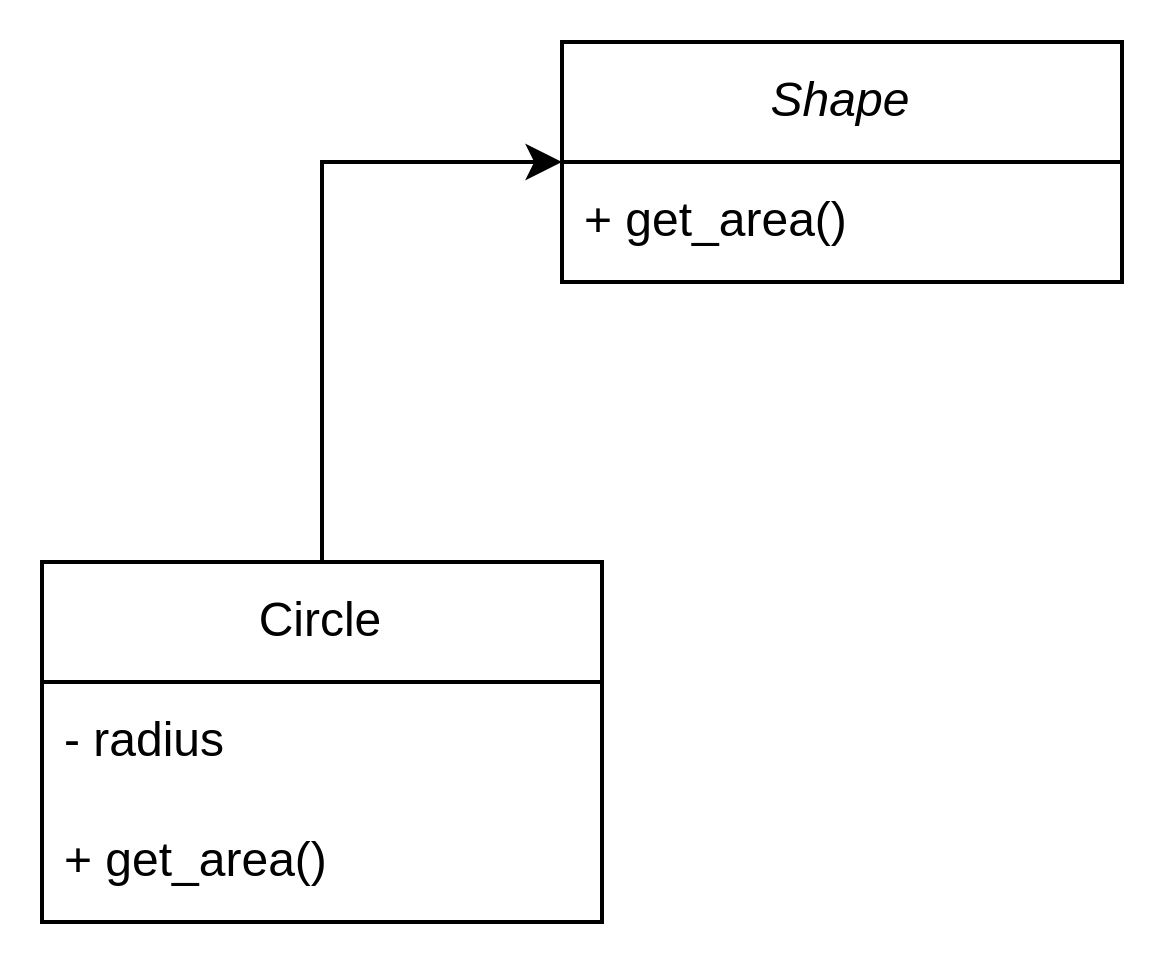 Shape
+ get_area()
Circle
- radius
+ get_area()